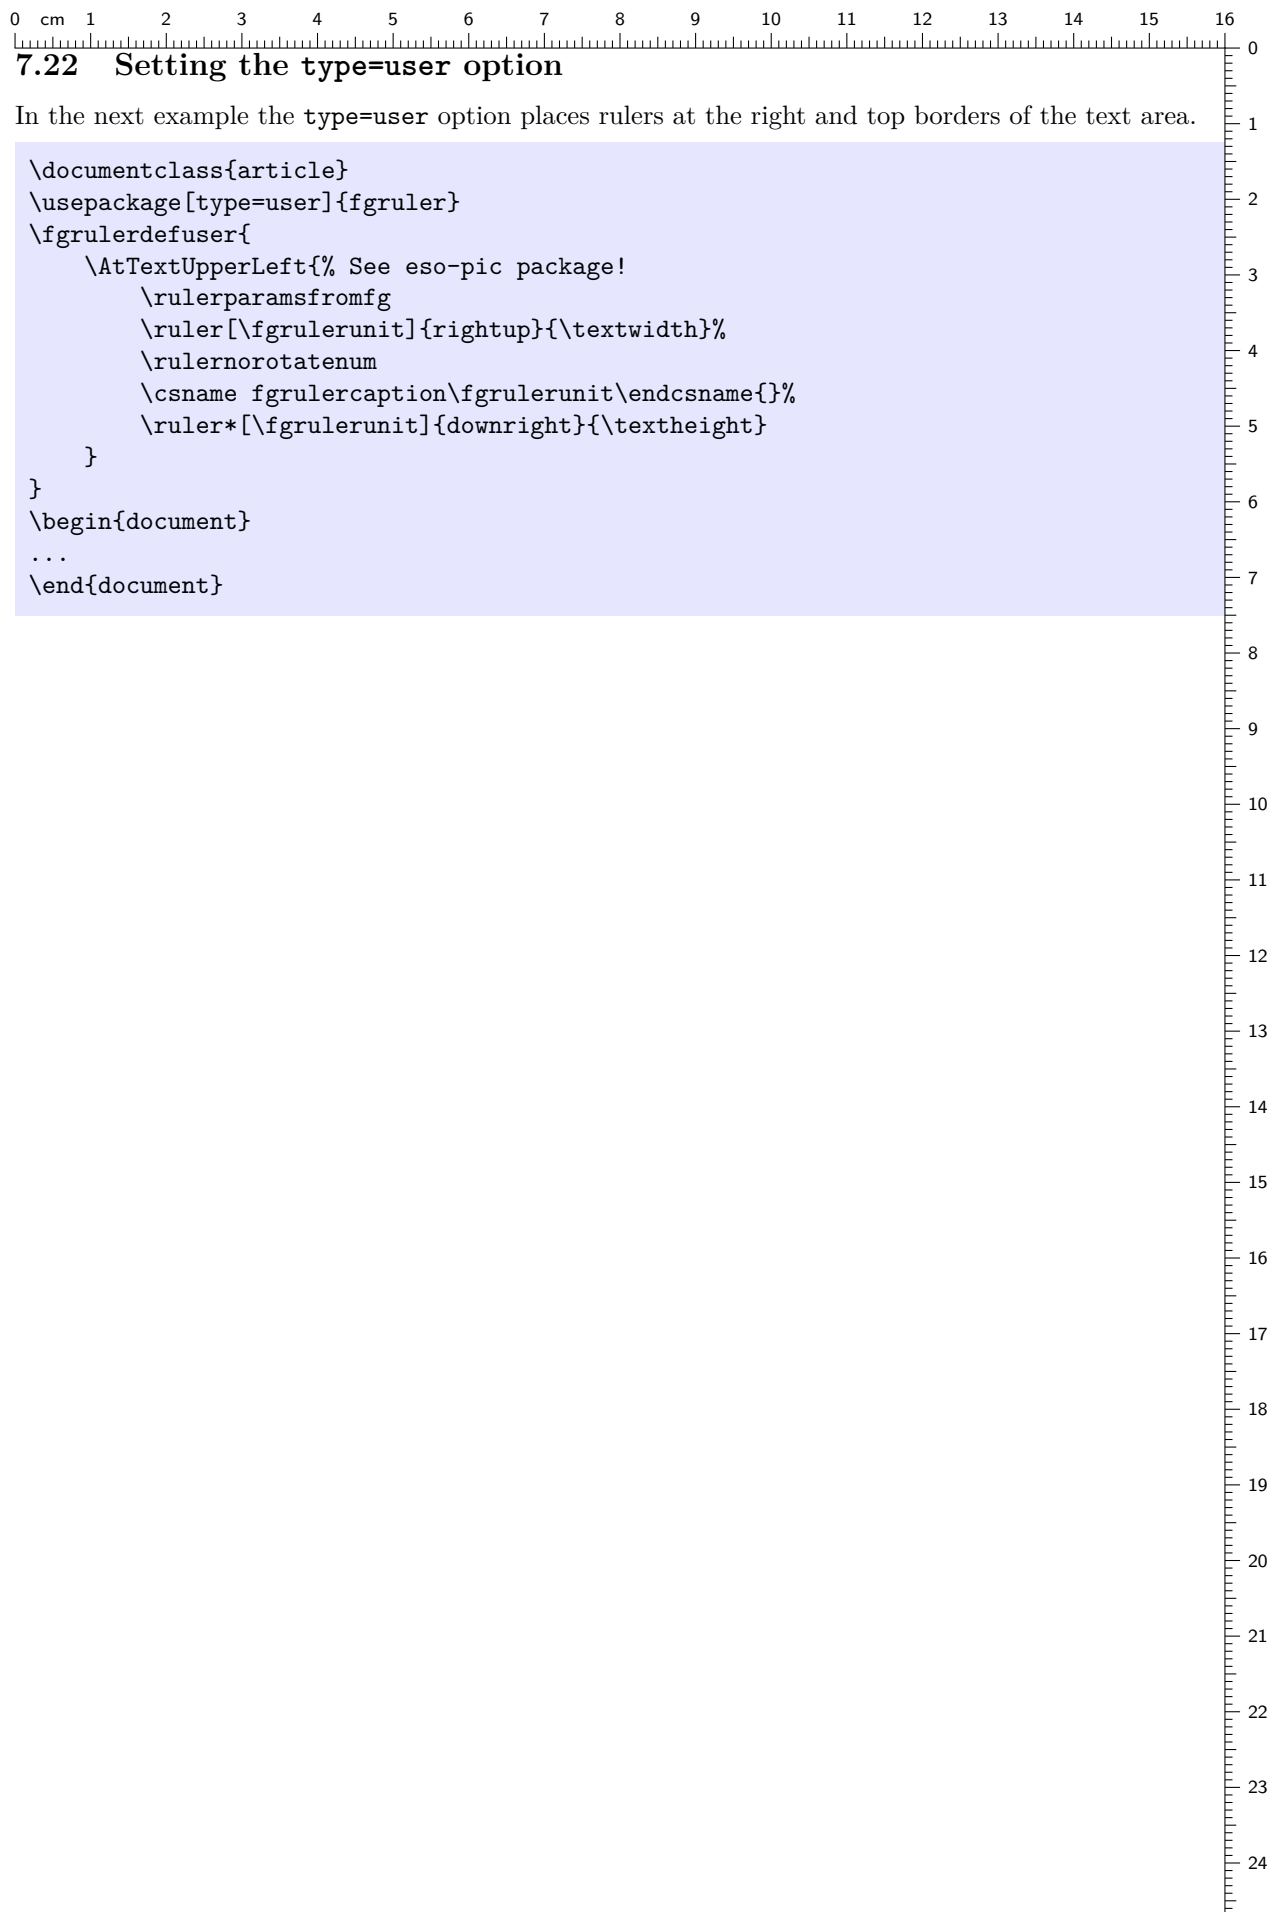 0 cm 1 2 3 4 5 6 7 8 9 10 11 12 13 14 15 16
0
7.22 Setting the type=user option
In the next example the type=user option places rulers at the right and top borders of the text area.
1
\documentclass{article}
\usepackage[type=user]{fgruler}
2
\fgrulerdefuser{
    \AtTextUpperLeft{% See eso-pic package!
3
        \rulerparamsfromfg
        \ruler[\fgrulerunit]{rightup}{\textwidth}%
4
        \rulernorotatenum
        \csname fgrulercaption\fgrulerunit\endcsname{}%
        \ruler*[\fgrulerunit]{downright}{\textheight}
5
    }
}
6
\begin{document}
...
7
\end{document}
8
9
10
11
12
13
14
15
16
17
18
19
20
21
22
23
24